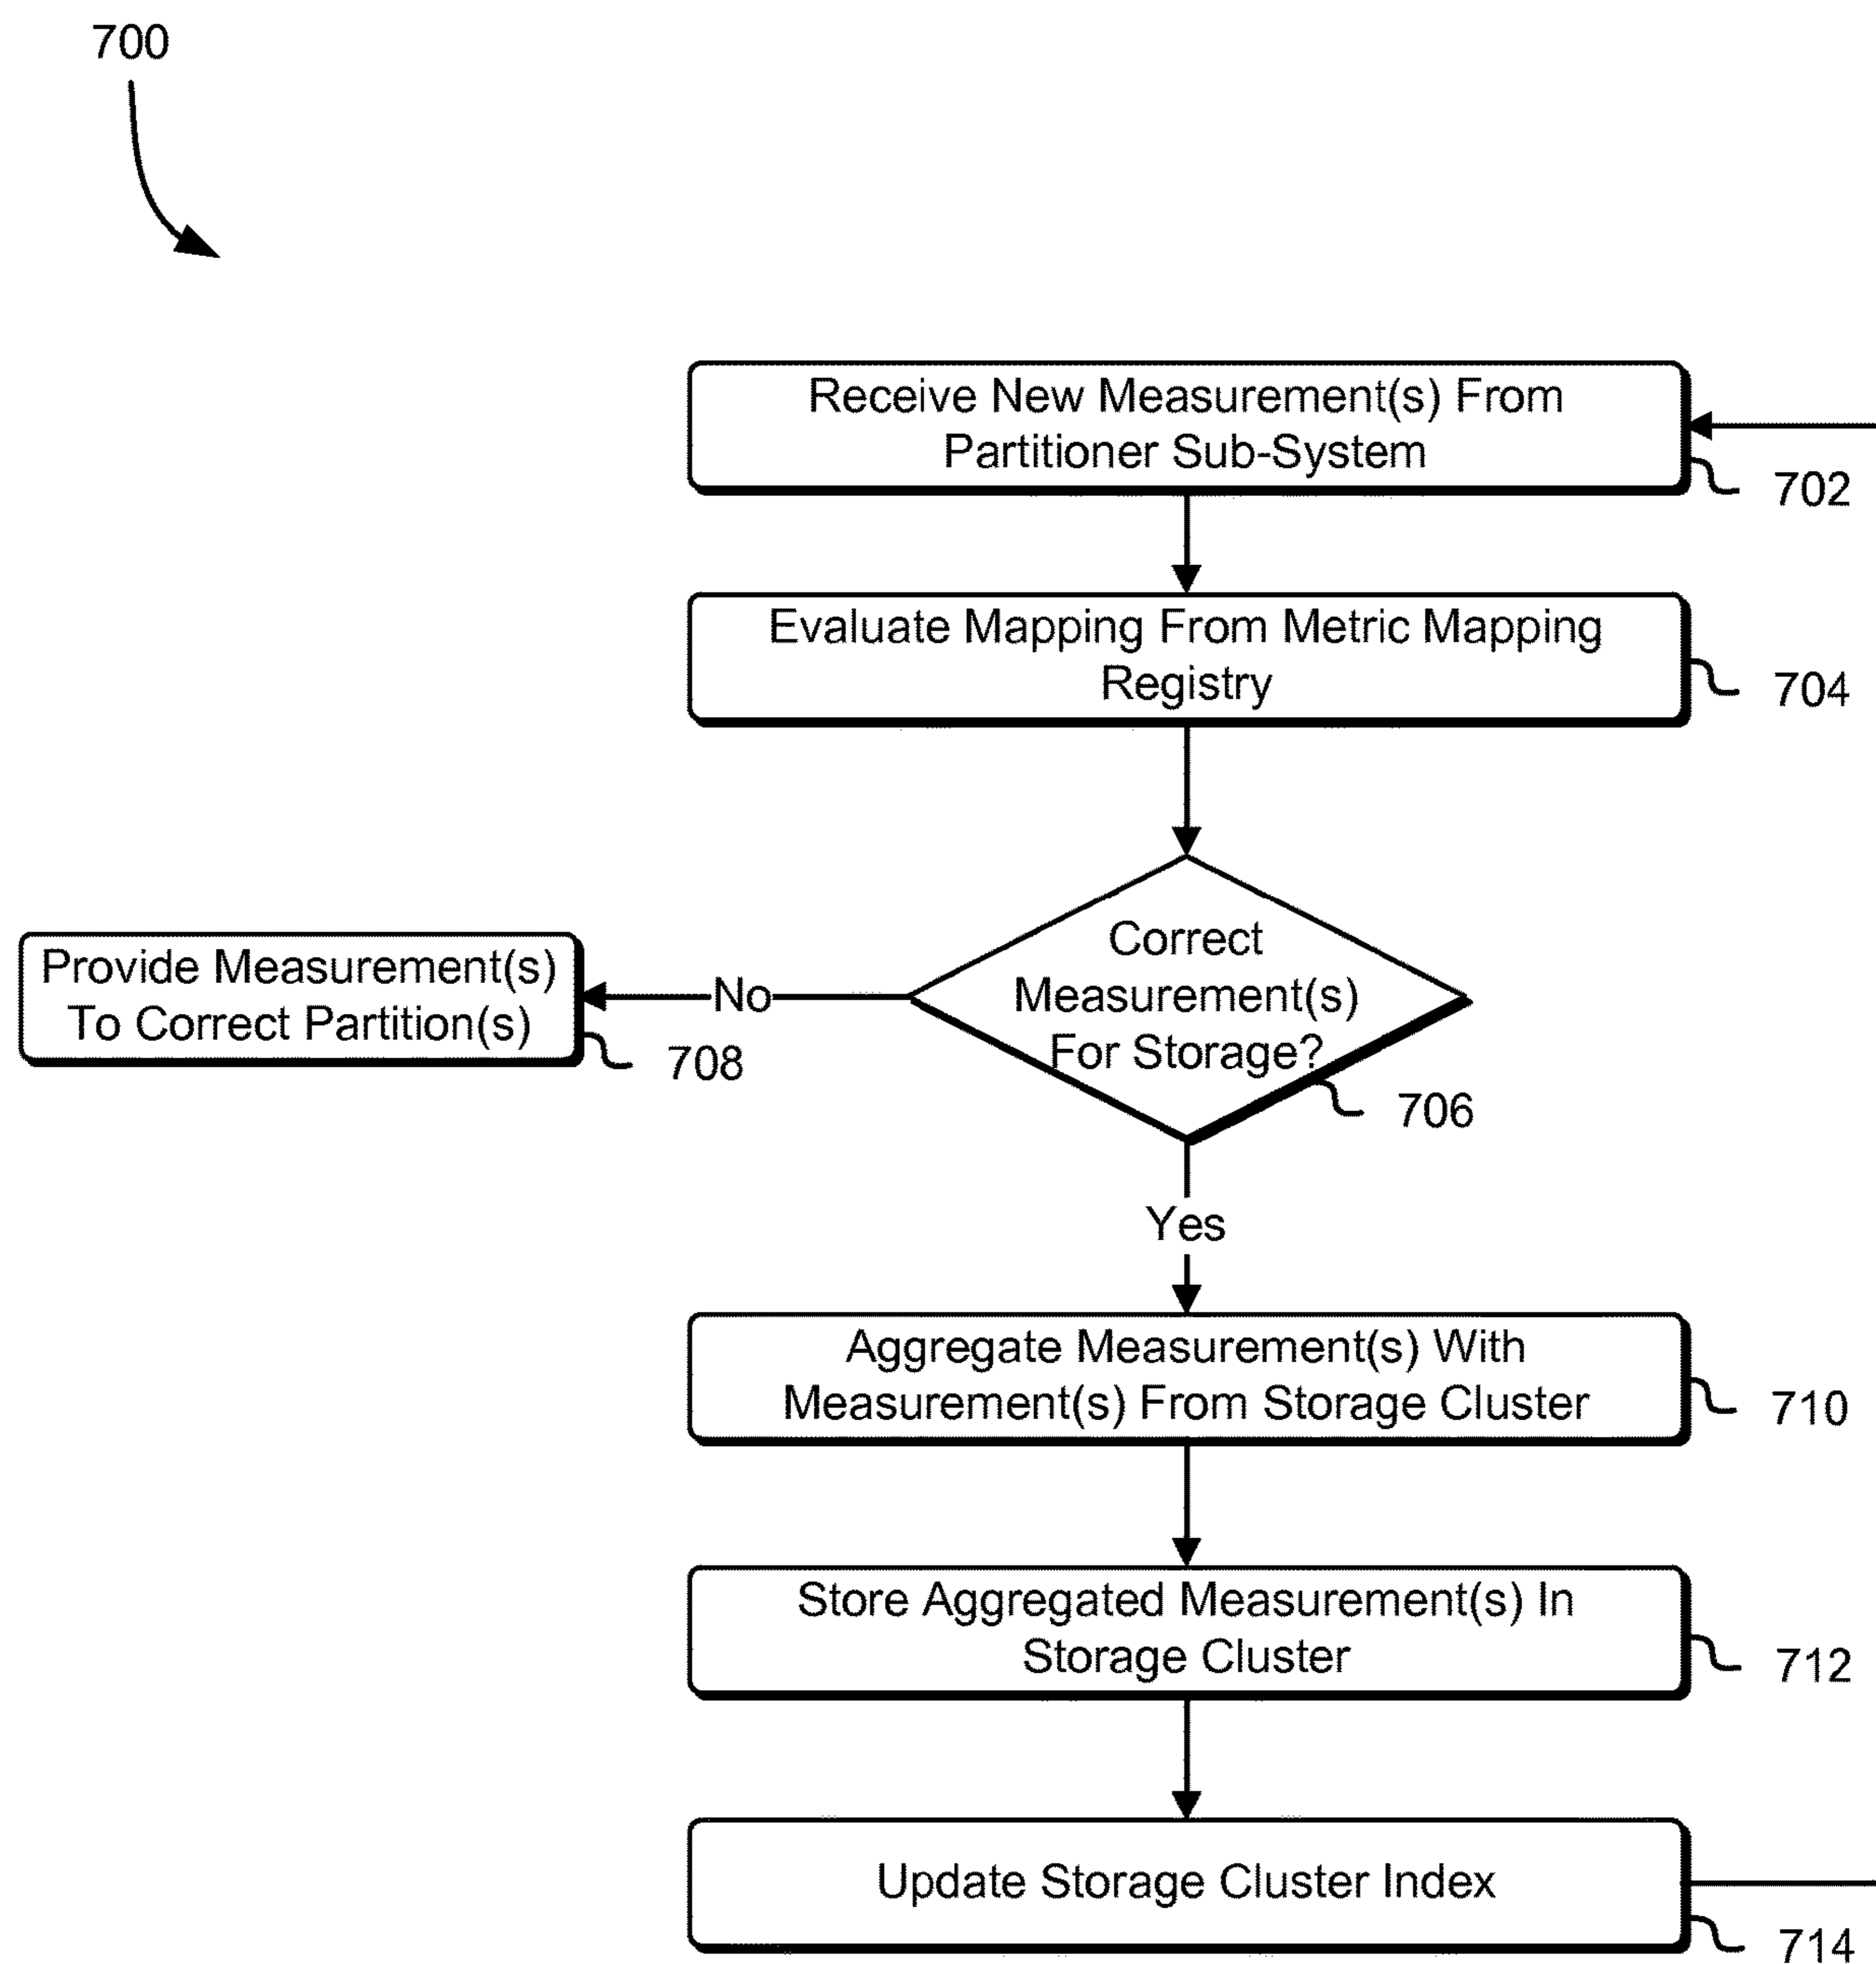 700
Receive New Measurement(s) From
Partitioner Sub-System
702
Evaluate Mapping From Metric Mapping
Registry
704
Correct
Measurement(s)
For Storage?
706
No
Provide Measurement(s)
To Correct Partition(s)
708
Yes
Aggregate Measurement(s) With
Measurement(s) From Storage Cluster
710
Store Aggregated Measurement(s) In
Storage Cluster
712
Update Storage Cluster Index
714